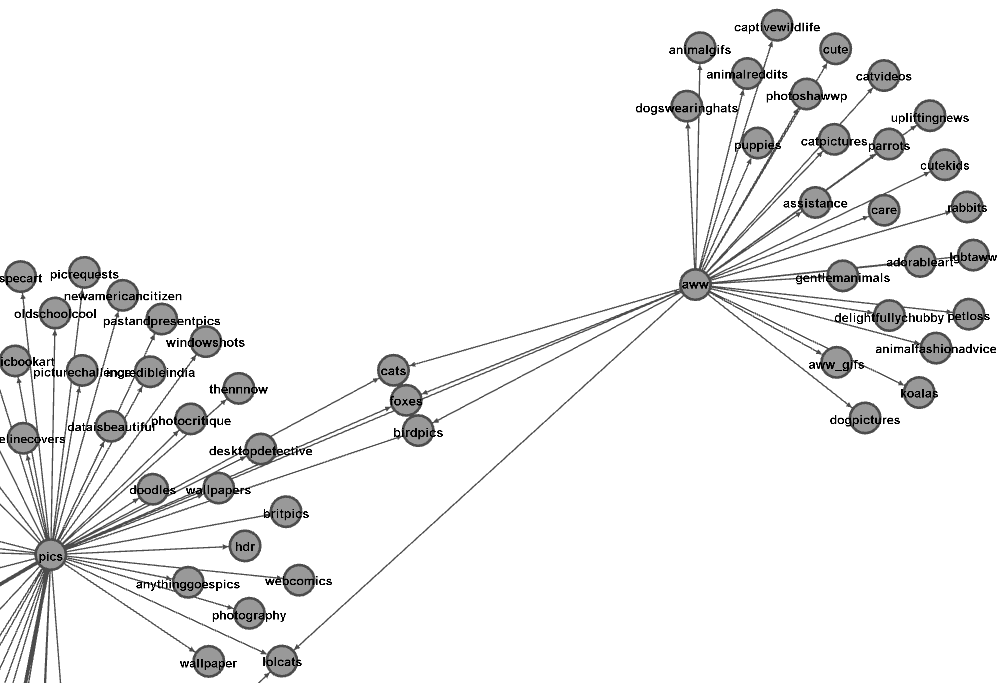 captivewildlife
animalgifs
cute
animalreddits
catvideos
photoshawwp
dogswearinghats
upliftingnews
puppies
catpictures
parrots
cutekids
assistance
care
rabbits
adorableart
lgbtaww
gentlemanimals
aww
delightfullychubby
petloss
animalfashionadvice
aww_gifs
koalas
dogpictures
specart
picrequests
newamericancitizen
oldschoolcool
pastandpresentpics
windowshots
icbookart
picturechallenge
incredibleindia
cats
thennnow
foxes
elinecovers
dataisbeautiful
photocritique
birdpics
desktopdetective
doodles
wallpapers
britpics
pics
hdr
anythinggoespics
webcomics
photography
wallpaper
lolcats